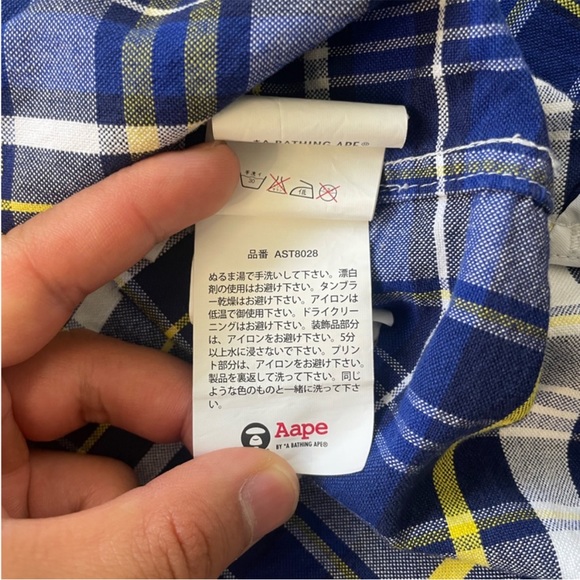 "A BATHING APE®
品番 AST8028
ぬるま湯で手洗いして下さい。漂白
剤の使用はお避け下さい。タンブラ
ー乾燥はお避け下さい。アイロンは
低温で御使用下さい。ドライクリー
ニングはお避け下さい。装飾品部分
は、アイロンをお避け下さい。5分
以上水に浸さないで下さい。プリン
ト部分は、アイロンをお避け下さい。
製品を裏返して洗って下さい。同じ
ような色のものと一緒に洗って下さ
い。
Aape
BY *A BATHING APE®